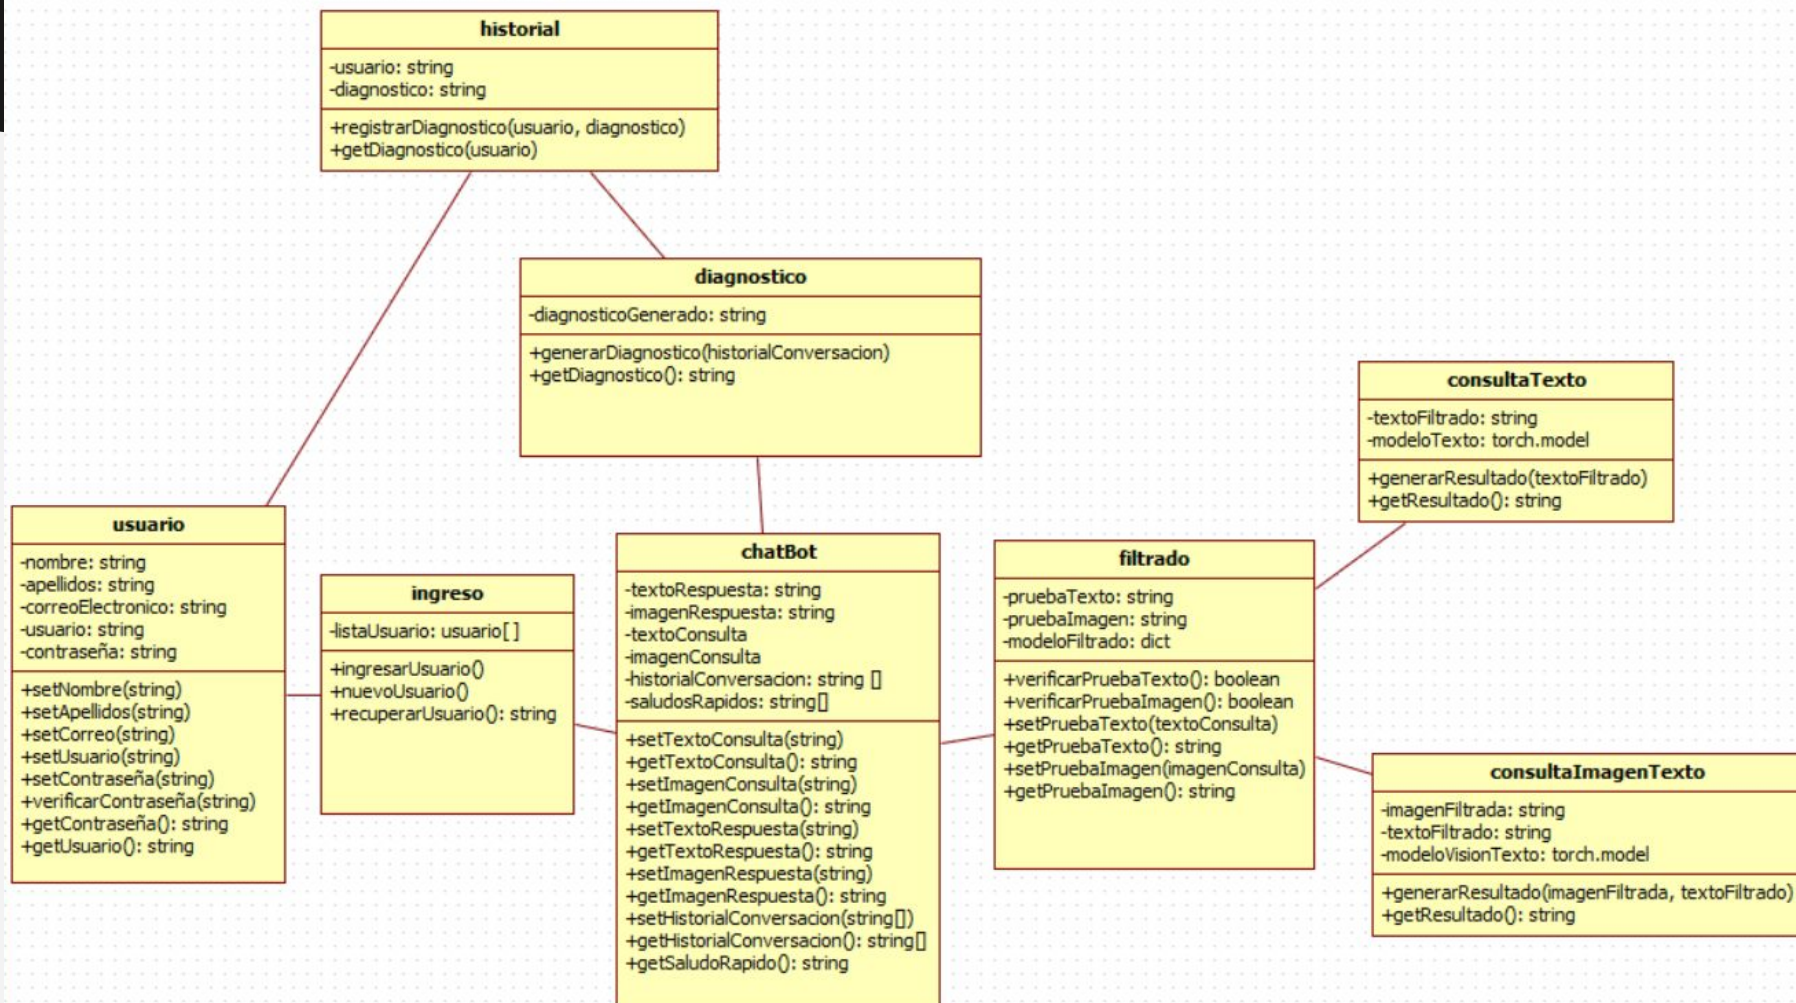 historial
-usuario: string
-diagnostico: string
+registrarDiagnostico(usuario, diagnostico)
+getDiagnostico(usuario)
diagnostico
-diagnosticoGenerado: string
+generarDiagnostico(historialConversacion)
+getDiagnostico(): string
consultaTexto
-textoFiltrado: string
-modeloTexto: torch.model
+generarResultado(textoFiltrado)
+getResultado(): string
usuario
-nombre: string
-apellidos: string
-correoElectronico: string
-usuario: string
-contraseña: string
+setNombre(string)
+setApellidos(string)
+setCorreo(string)
+setUsuario(string)
+setContraseña(string)
+verificarContraseña(string)
+getContraseña(): string
+getUsuario(): string
ingreso
-listaUsuario: usuario[ ]
+ingresarUsuario()
+nuevoUsuario()
+recuperarUsuario(): string
chatBot
-textoRespuesta: string
-imagenRespuesta: string
-textoConsulta
-imagenConsulta
-historialConversacion: string []
-saludosRapidos: string[]
+setTextoConsulta(string)
+getTextoConsulta(): string
+setImagenConsulta(string)
+getImagenConsulta(): string
+setTextoRespuesta(string)
+getTextoRespuesta(): string
+setImagenRespuesta(string)
+getImagenRespuesta(): string
+setHistorialConversacion(string[])
+getHistorialConversacion(): string[]
+getSaludoRapido(): string
filtrado
-pruebaTexto: string
-pruebaImagen: string
-modeloFiltrado: dict
+verificarPruebaTexto(): boolean
+verificarPruebaImagen(): boolean
+setPruebaTexto(textoConsulta)
+getPruebaTexto(): string
+setPruebaImagen(imagenConsulta)
+getPruebaImagen(): string
consultaImagenTexto
-imagenFiltrada: string
-textoFiltrado: string
-modeloVisionTexto: torch.model
+generarResultado(imagenFiltrada, textoFiltrado)
+getResultado(): string